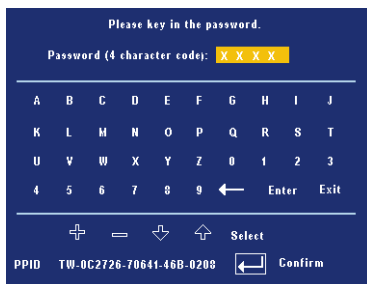 Please key in the password.
Password (4 character code): X X X X
A B C D E F G H I J
K L M N O P Q R S T
U V W X Y Z 0 1 2 3
4 5 6 7 8 9 ← Enter Exit
Select
PPID TW-0C2726-70641-46B-0208 Confirm